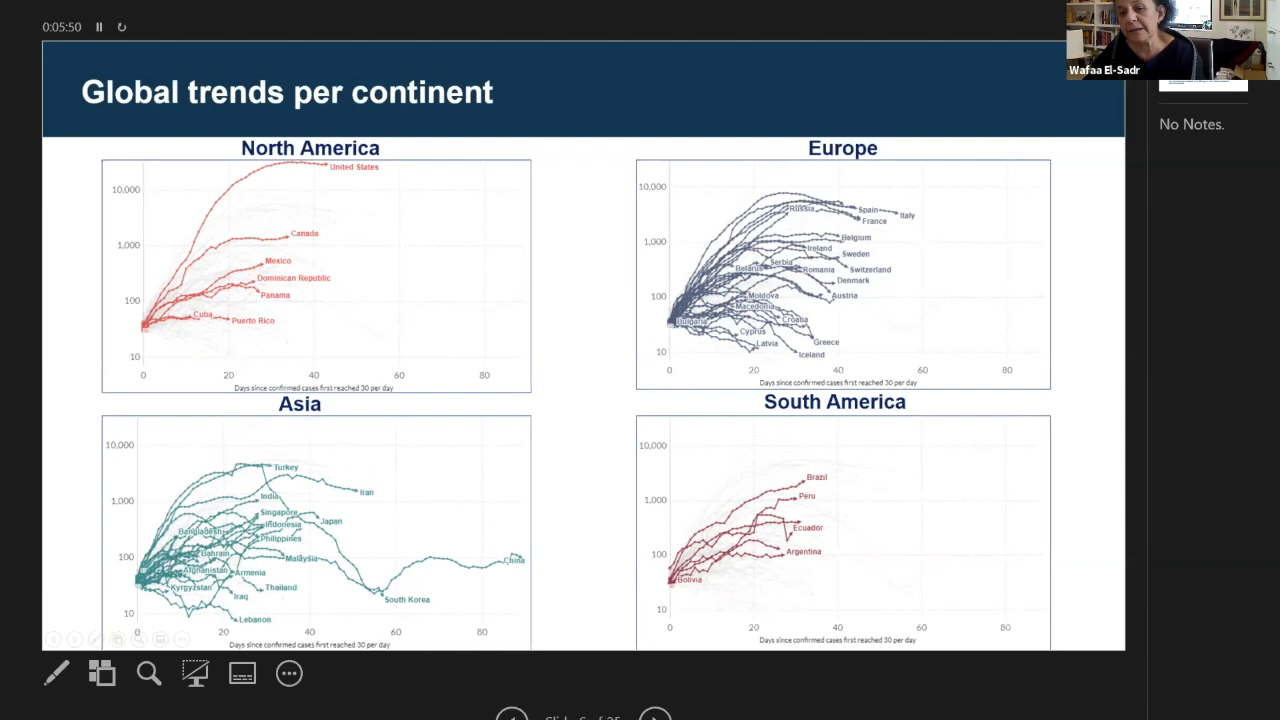 0:05:50
Wafaa El-Sadr
No Notes.
Global trends per continent
North America
10,000
1,000
100
10
0
20
40
60
80
United States
Canada
Mexico
Dominican Republic
Panama
Cuba
Puerto Rico
Days since confirmed cases first reached 30 per day
Europe
10,000
1,000
100
10
0
20
40
60
80
Russia
Spain
Italy
France
Belgium
Ireland
Sweden
Serbia
Belarus
Romania
Switzerland
Denmark
Moldova
Austria
Macedonia
Bulgaria
Croatia
Cyprus
Latvia
Greece
Iceland
Days since confirmed cases first reached 30 per day
Asia
10,000
1,000
100
10
0
20
40
60
80
Turkey
Iran
India
Singapore
Japan
Indonesia
Bangladesh
Philippines
Bahrain
Malaysia
China
Afghanistan
Armenia
Kyrgyzstan
Thailand
Iraq
South Korea
Lebanon
Days since confirmed cases first reached 30 per day
South America
10,000
1,000
100
10
0
20
40
60
80
Brazil
Peru
Ecuador
Argentina
Bolivia
Days since confirmed cases first reached 30 per day